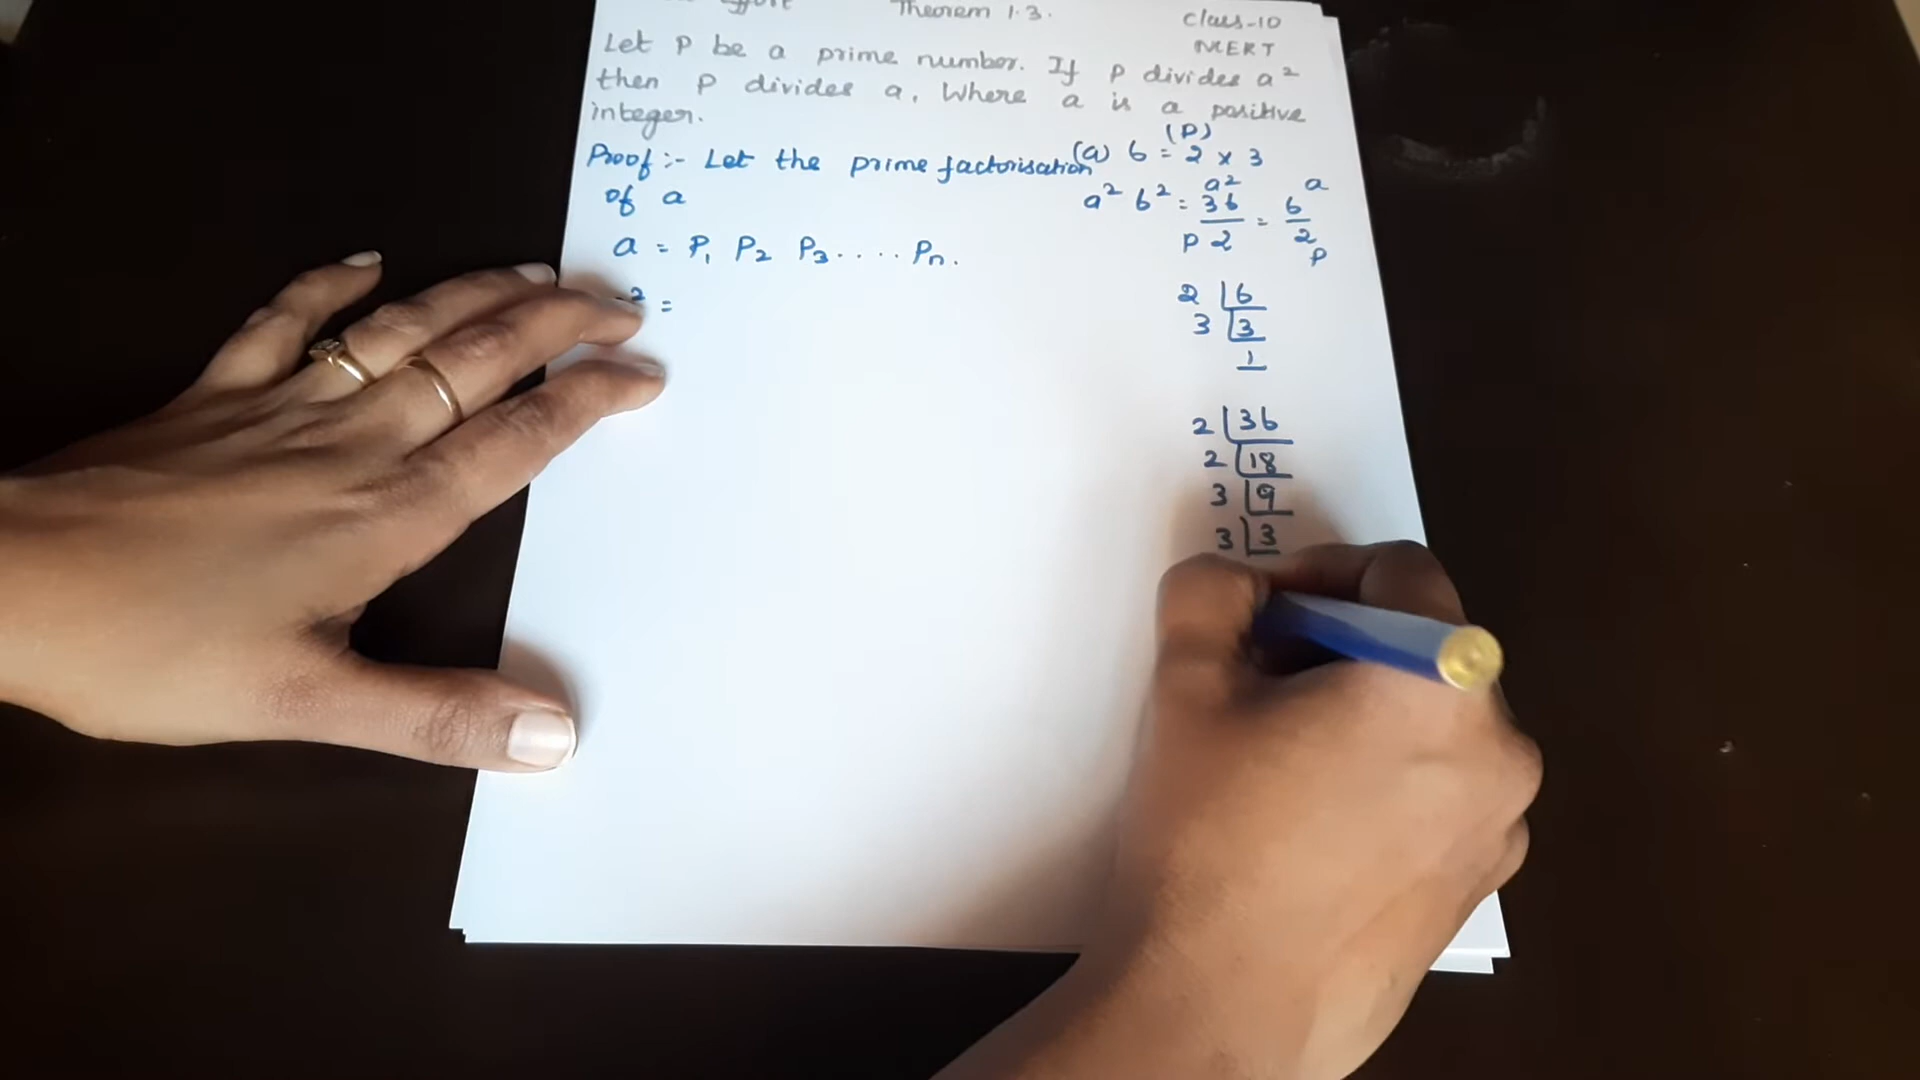 Theorem 1.3.
Class-10
NCERT
Let P be a prime number. If P divides a²
then P divides a, Where a is a positive
integer.
Proof :- Let the prime factorisation
of a
a = P₁ P₂ P₃ .... Pn.
² =
(P)
(a) 6 = 2 × 3
a² 6² = 36/2 = 6/2
a² a
P P
2 | 6
3 | 3
1
2 | 36
2 | 18
3 | 9
3 | 3